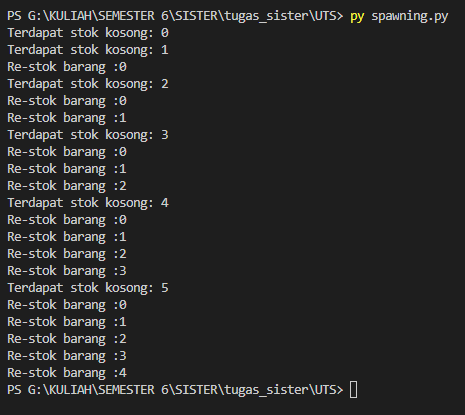 PS G:\KULIAH\SEMESTER 6\SISTER\tugas_sister\UTS> py spawning.py
Terdapat stok kosong: 0
Terdapat stok kosong: 1
Re-stok barang :0
Terdapat stok kosong: 2
Re-stok barang :0
Re-stok barang :1
Terdapat stok kosong: 3
Re-stok barang :0
Re-stok barang :1
Re-stok barang :2
Terdapat stok kosong: 4
Re-stok barang :0
Re-stok barang :1
Re-stok barang :2
Re-stok barang :3
Terdapat stok kosong: 5
Re-stok barang :0
Re-stok barang :1
Re-stok barang :2
Re-stok barang :3
Re-stok barang :4
PS G:\KULIAH\SEMESTER 6\SISTER\tugas_sister\UTS>